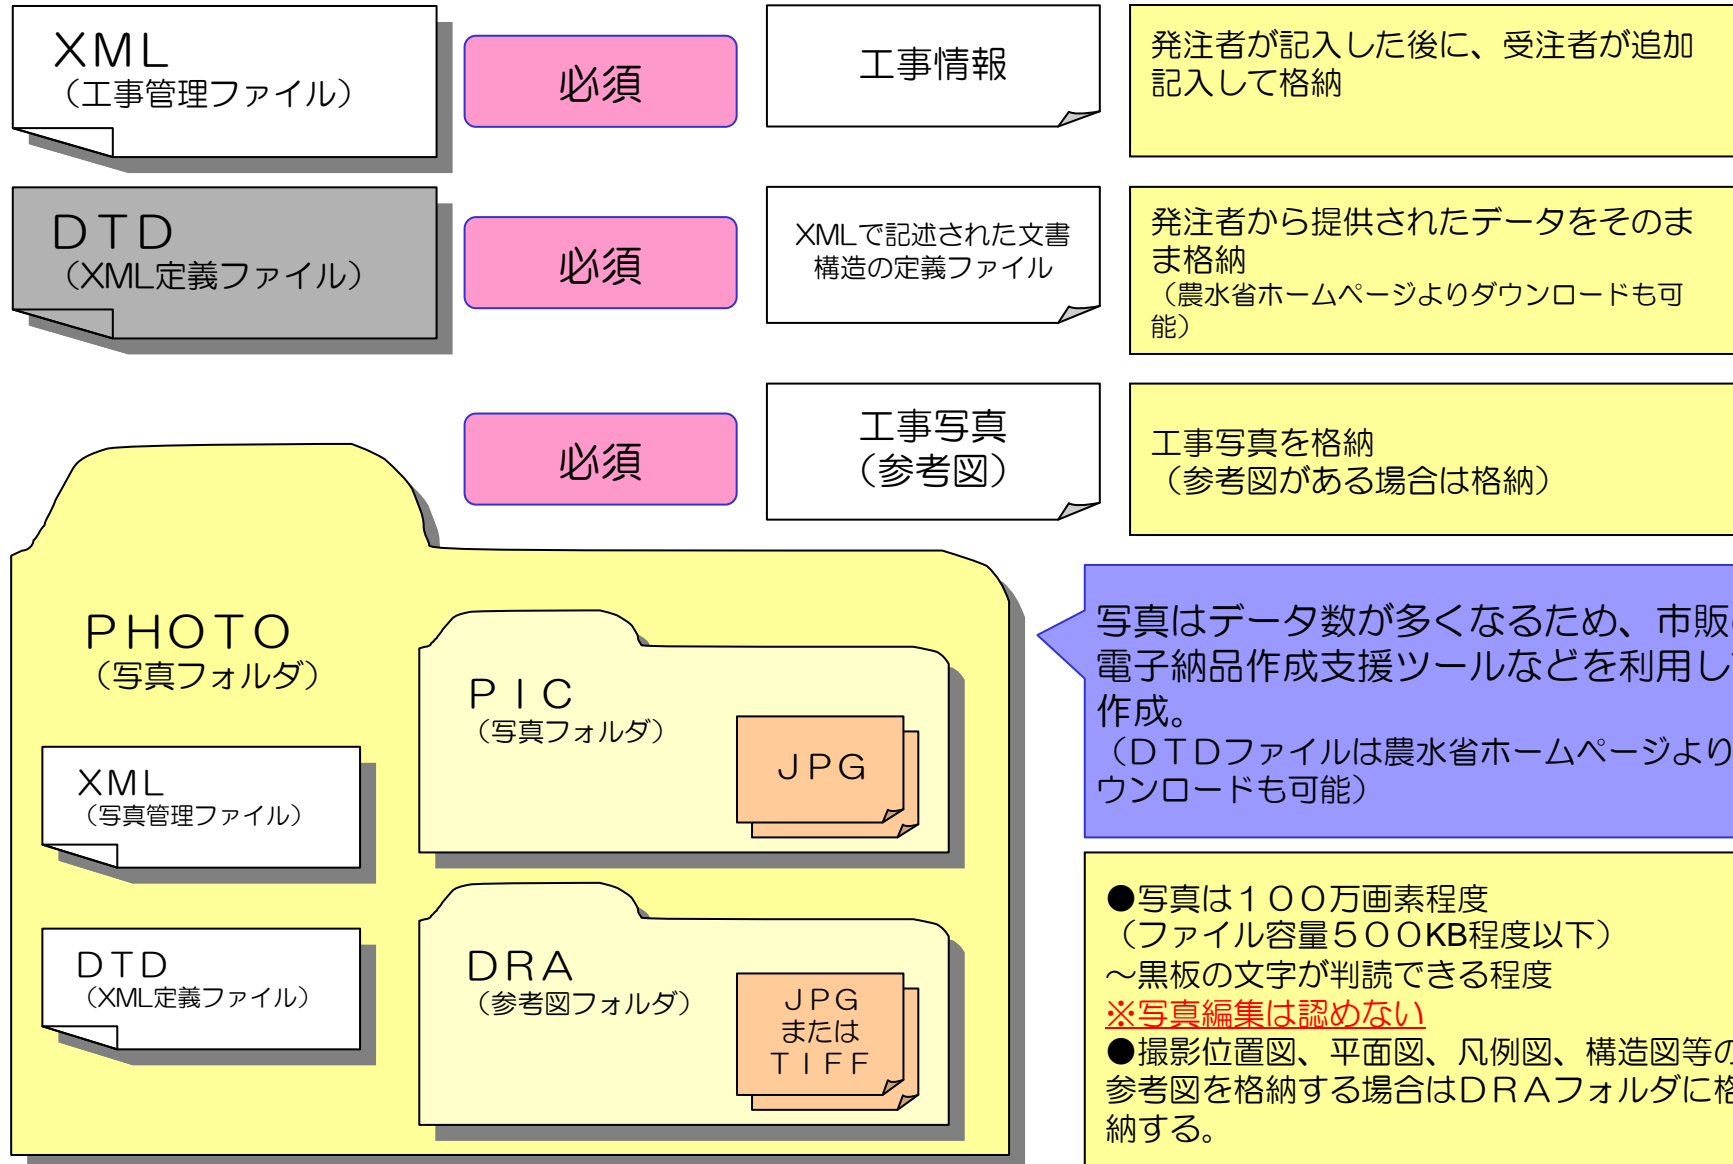 XML
（工事管理ファイル）
必須
工事情報
発注者が記入した後に、受注者が追加
記入して格納
DTD
（XML定義ファイル）
必須
XMLで記述された文書
構造の定義ファイル
発注者から提供されたデータをそのま
ま格納
（農水省ホームページよりダウンロードも可
能）
必須
工事写真
（参考図）
工事写真を格納
（参考図がある場合は格納）
PHOTO
（写真フォルダ）
XML
（写真管理ファイル）
DTD
（XML定義ファイル）
PIC
（写真フォルダ）
JPG
DRA
（参考図フォルダ）
JPG
または
TIFF
写真はデータ数が多くなるため、市販
電子納品作成支援ツールなどを利用し
作成。
（ＤＴＤファイルは農水省ホームページより
ウンロードも可能）
●写真は１００万画素程度
（ファイル容量５００KB程度以下）
～黒板の文字が判読できる程度
※写真編集は認めない
●撮影位置図、平面図、凡例図、構造図等の
参考図を格納する場合はＤＲＡフォルダに格
納する。